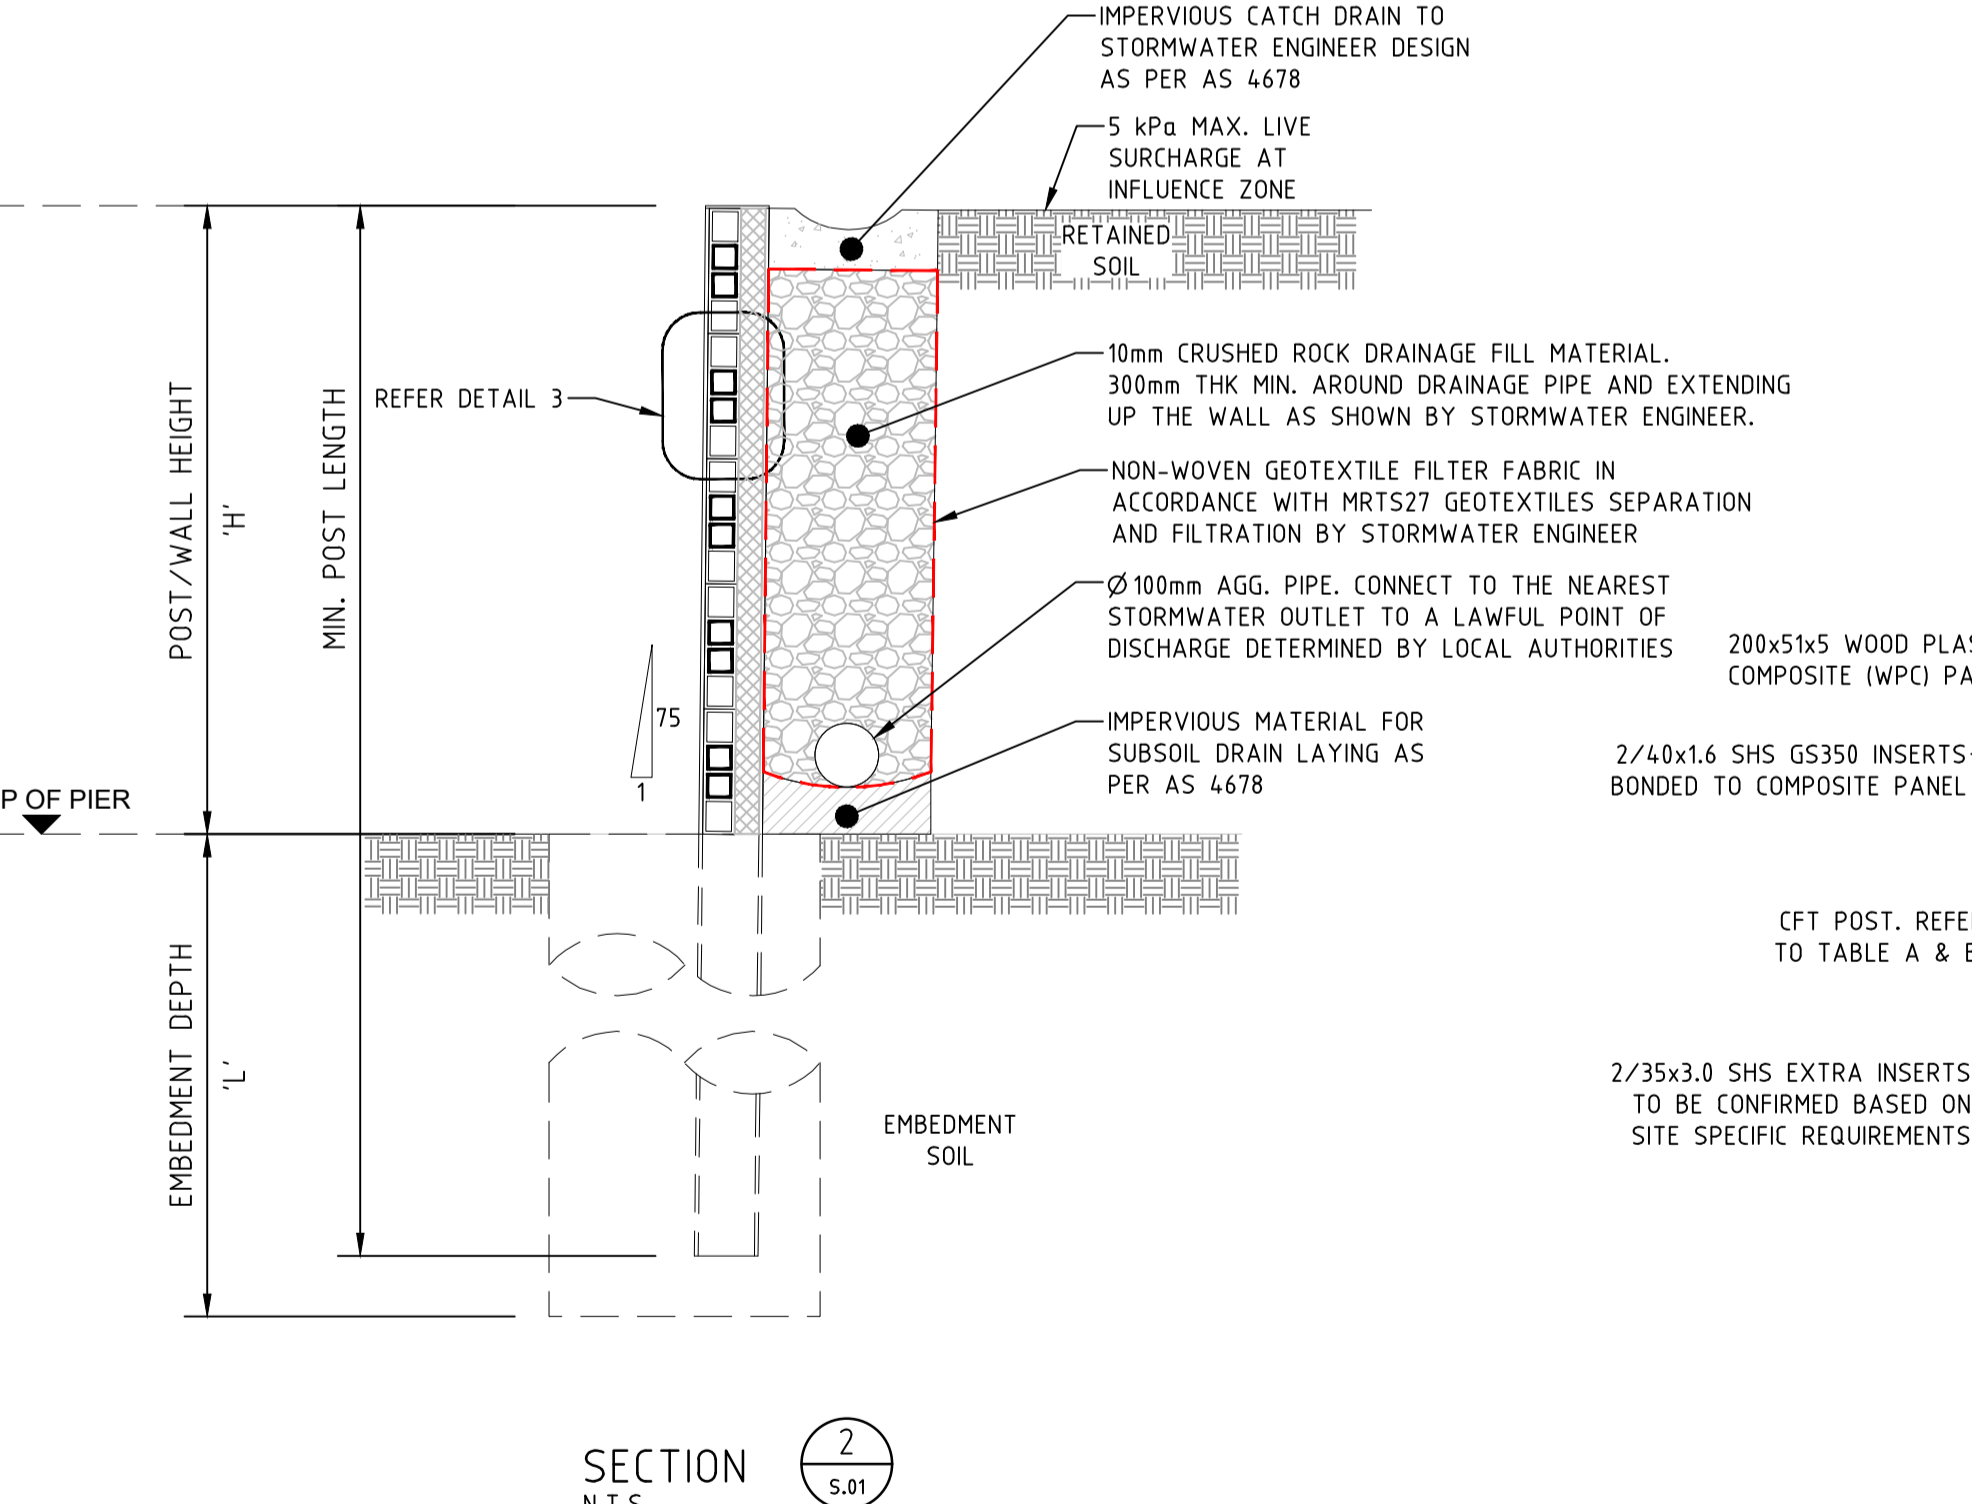 IMPERVIOUS CATCH DRAIN TO
STORMWATER ENGINEER DESIGN
AS PER AS 4678
5 kPa MAX. LIVE
SURCHARGE AT
INFLUENCE ZONE
RETAINED
SOIL
POST/WALL HEIGHT
'H'
MIN. POST LENGTH
REFER DETAIL 3
10mm CRUSHED ROCK DRAINAGE FILL MATERIAL.
300mm THK MIN. AROUND DRAINAGE PIPE AND EXTENDING
UP THE WALL AS SHOWN BY STORMWATER ENGINEER.
NON-WOVEN GEOTEXTILE FILTER FABRIC IN
ACCORDANCE WITH MRTS27 GEOTEXTILES SEPARATION
AND FILTRATION BY STORMWATER ENGINEER
Ø100mm AGG. PIPE. CONNECT TO THE NEAREST
STORMWATER OUTLET TO A LAWFUL POINT OF
DISCHARGE DETERMINED BY LOCAL AUTHORITIES
75
1
IMPERVIOUS MATERIAL FOR
SUBSOIL DRAIN LAYING AS
PER AS 4678
200x51x5 WOOD PLAS
COMPOSITE (WPC) PA
2/40x1.6 SHS GS350 INSERTS
BONDED TO COMPOSITE PANEL
P OF PIER
CFT POST. REFE
TO TABLE A &
EMBEDMENT DEPTH
'L'
2/35x3.0 SHS EXTRA INSERTS
TO BE CONFIRMED BASED ON
SITE SPECIFIC REQUIREMENTS
EMBEDMENT
SOIL
SECTION
N.T.S.
2
S.01